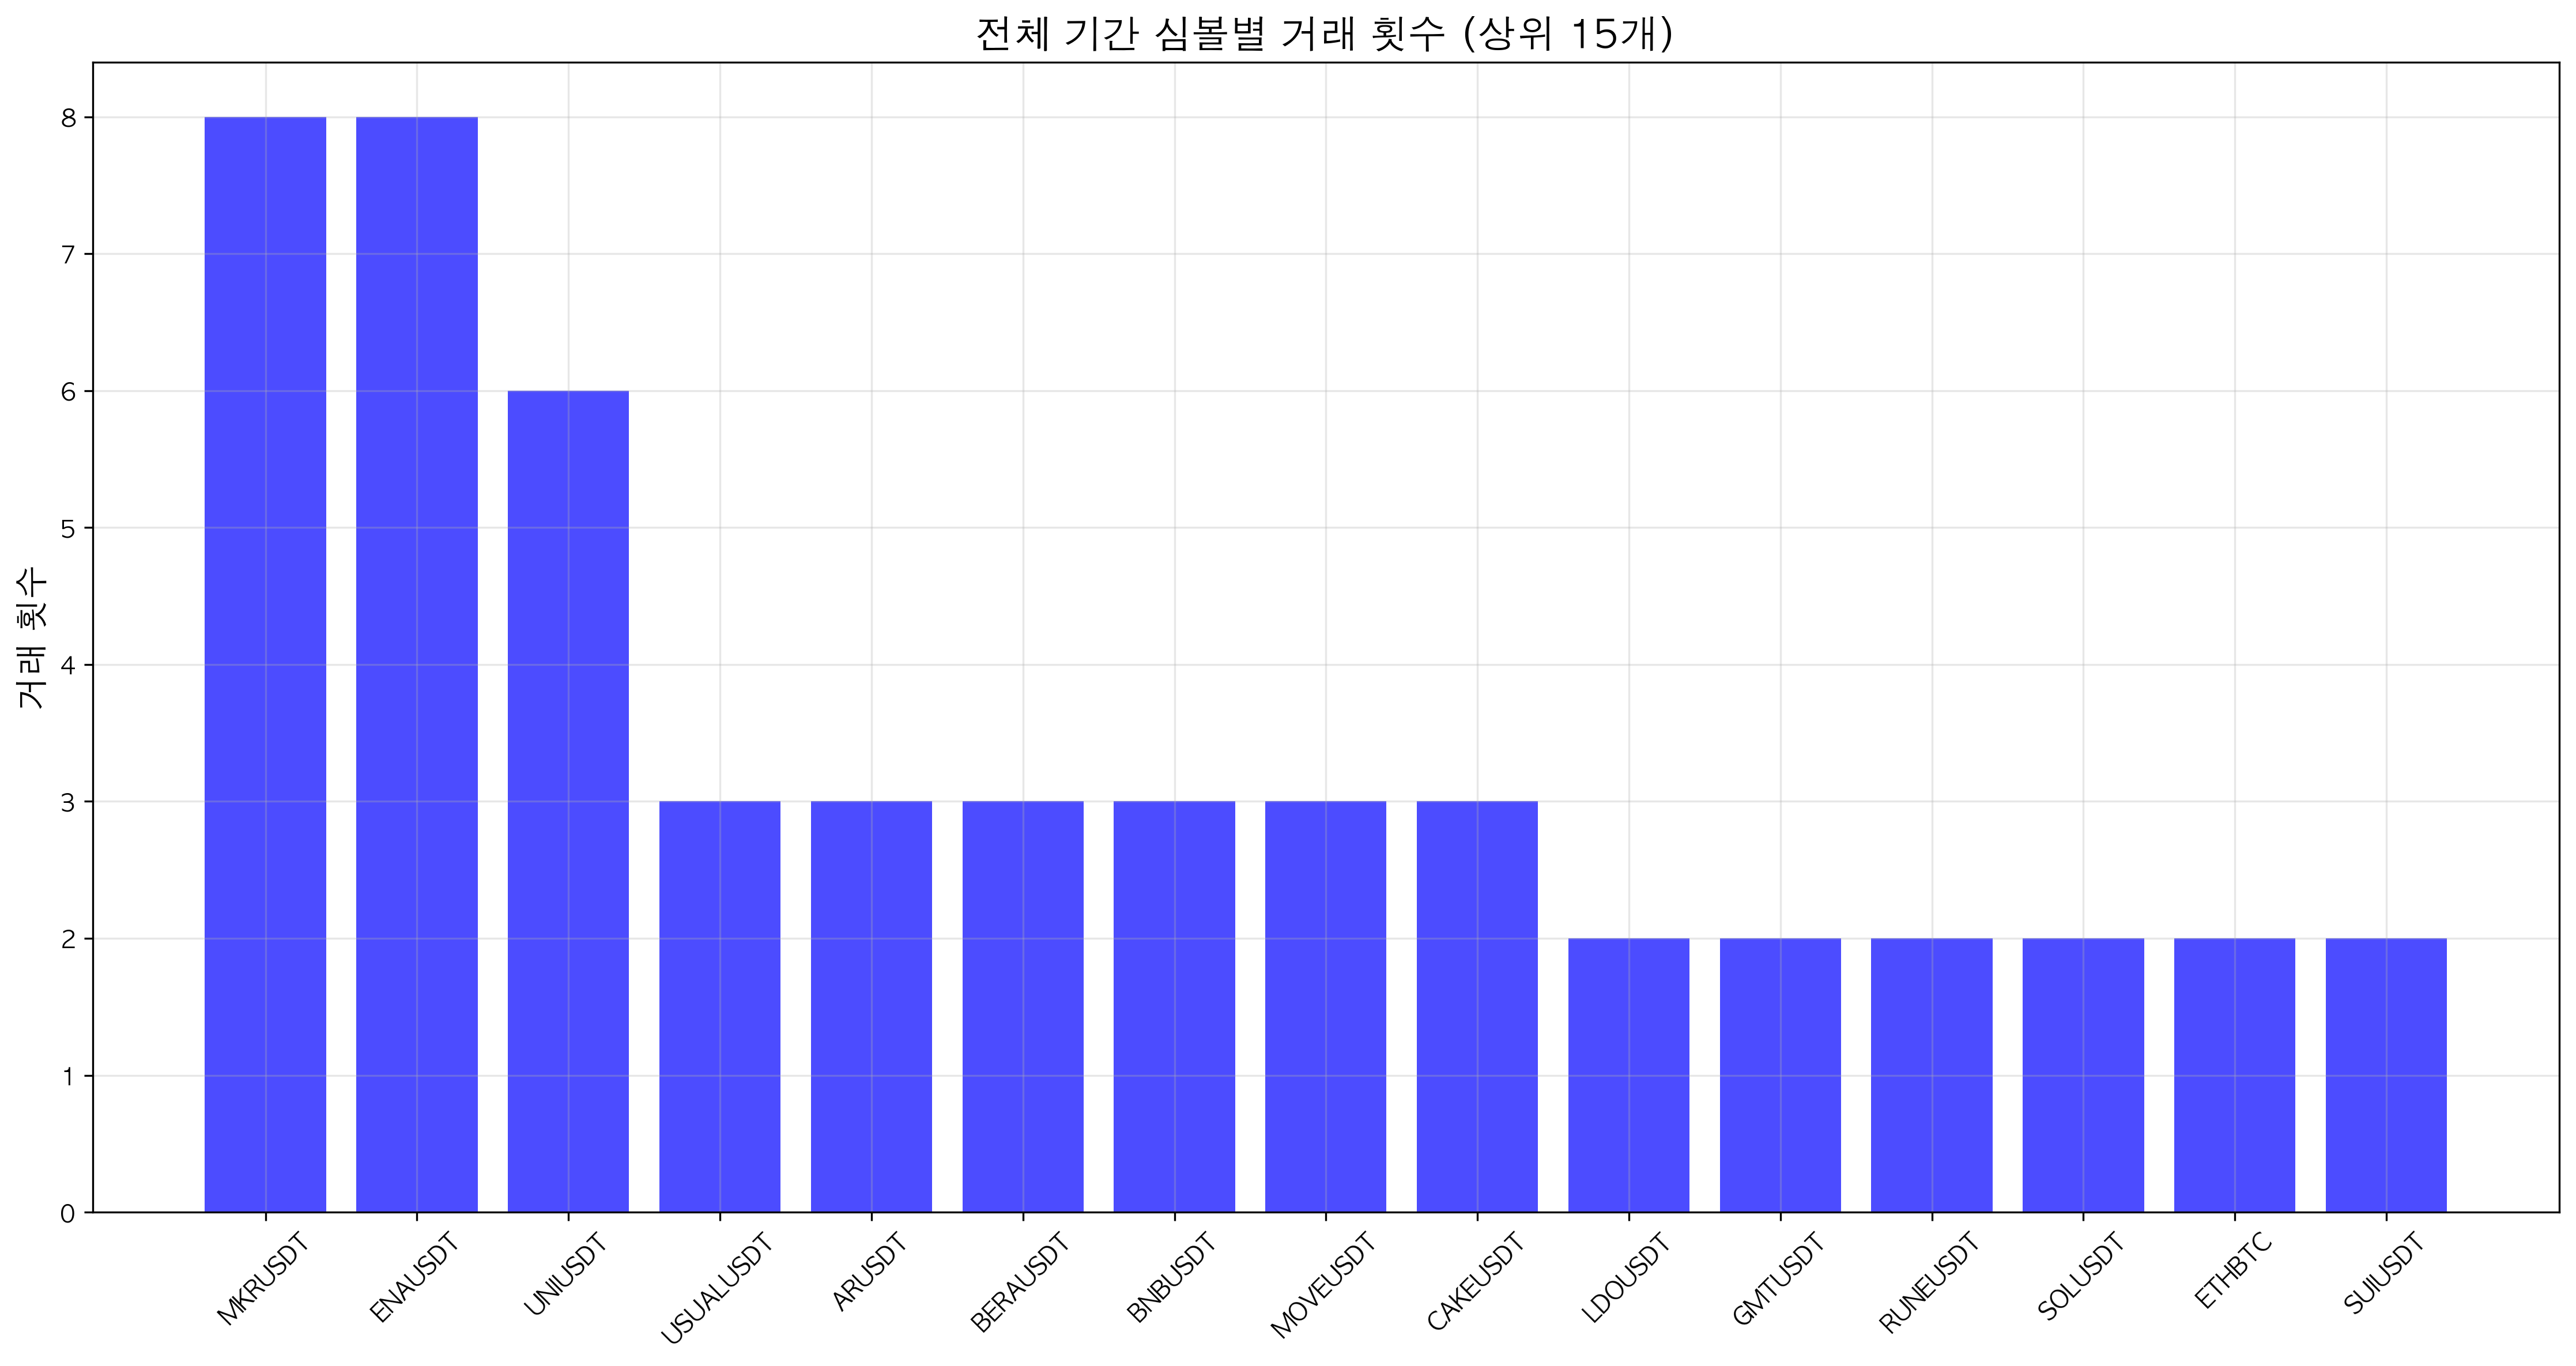 전체 기간 심볼별 거래 횟수 (상위 15개)
거래 횟수
8
7
6
5
4
3
2
1
0
MKRUSDT
ENAUSDT
UNIUSDT
USUALUSDT
ARUSDT
BERAUSDT
BNBUSDT
MOVEUSDT
CAKEUSDT
LDOUSDT
GMTUSDT
RUNEUSDT
SOLUSDT
ETHBTC
SUIUSDT